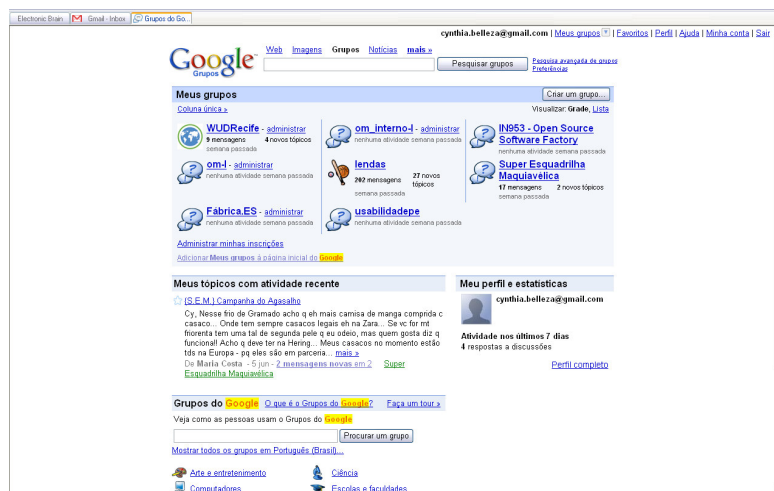 Electronic Brain
Gmail - Inbox
Grupos do Go...
cynthia.belleza@gmail.com | Meus grupos | Favoritos | Perfil | Ajuda | Minha conta | Sair
Google
Grupos
Web Imagens Grupos Notícias mais »
Pesquisar grupos
Pesquisa avançada de grupos
Preferências
Meus grupos
Criar um grupo...
Coluna única »
Visualizar: Grade, Lista
WUDRecife - administrar
9 mensagens 4 novos tópicos
semana passada
om_interno-l - administrar
nenhuma atividade semana passada
IN953 - Open Source
Software Factory
nenhuma atividade semana passada
om-l - administrar
nenhuma atividade semana passada
lendas
202 mensagens 27 novos
tópicos
semana passada
Super Esquadrilha
Maquiavélica
17 mensagens 2 novos tópicos
semana passada
Fábrica.ES - administrar
nenhuma atividade semana passada
usabilidadepe
nenhuma atividade semana passada
Administrar minhas inscrições
Adicionar Meus grupos à página inicial do Google
Meus tópicos com atividade recente
{S.E.M.} Campanha do Agasalho
Cy, Nesse frio de Gramado acho q eh mais camisa de manga comprida c
casaco... Onde tem sempre casacos legais eh na Zara... Se vc for mt
friorenta tem uma tal de segunda pele q eu odeio, mas quem gosta diz q
funcional! Acho q deve ter na Hering... Meus casacos no momento estão
tds na Europa - pq eles são em parceria... mais »
De Maria Costa - 5 jun - 2 mensagens novas em 2 Super
Esquadrilha Maquiavélica
Meu perfil e estatísticas
cynthia.belleza@gmail.com
Atividade nos últimos 7 dias
4 respostas a discussões
Perfil completo
Grupos do Google O que é o Grupos do Google? Faça um tour »
Veja como as pessoas usam o Grupos do Google
Procurar um grupo
Mostrar todos os grupos em Português (Brasil)...
Arte e entretenimento
Ciência
Computadores
Escolas e faculdades